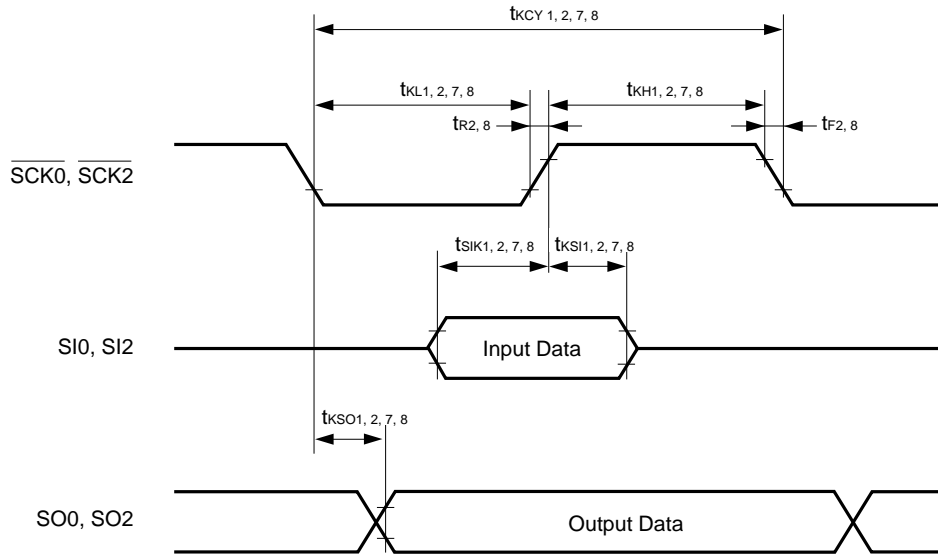 tKCY 1, 2, 7, 8
tKL1, 2, 7, 8
tKH1, 2, 7, 8
tR2, 8
tF2, 8
SCK0, SCK2
tSIK1, 2, 7, 8
tKSI1, 2, 7, 8
SI0, SI2
Input Data
tKSO1, 2, 7, 8
SO0, SO2
Output Data